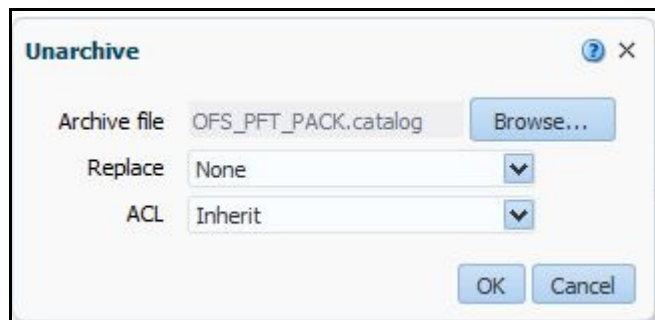 Unarchive ?
Archive file OFS_PFT_PACK.catalog Browse...
Replace None
ACL Inherit
OK Cancel